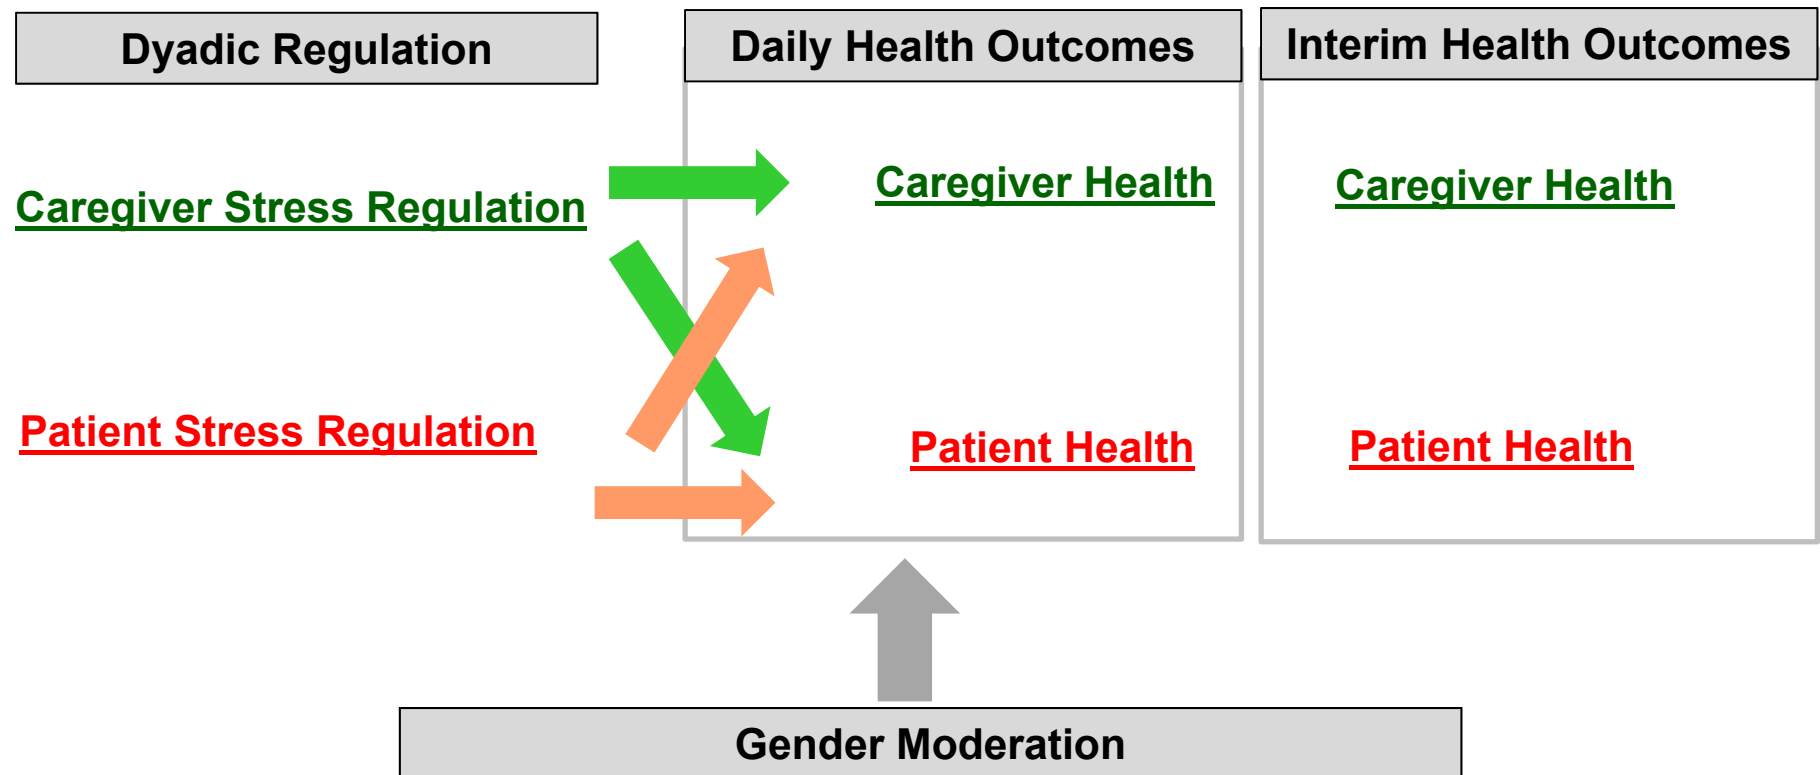 Dyadic Regulation
Daily Health Outcomes
Interim Health Outcomes
Caregiver Stress Regulation
Caregiver Health
Caregiver Health
Patient Stress Regulation
Patient Health
Patient Health
Gender Moderation